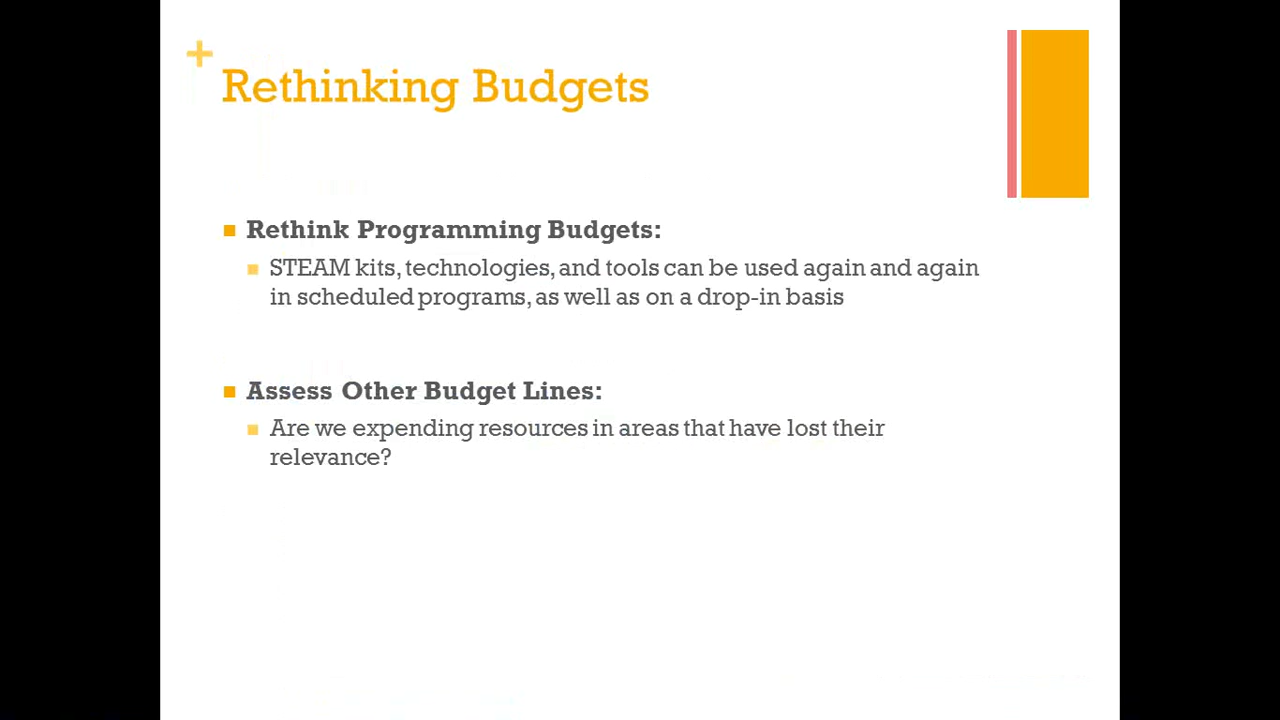 +
Rethinking Budgets
Rethink Programming Budgets:
STEAM kits, technologies, and tools can be used again and again
in scheduled programs, as well as on a drop-in basis
Assess Other Budget Lines:
Are we expending resources in areas that have lost their
relevance?